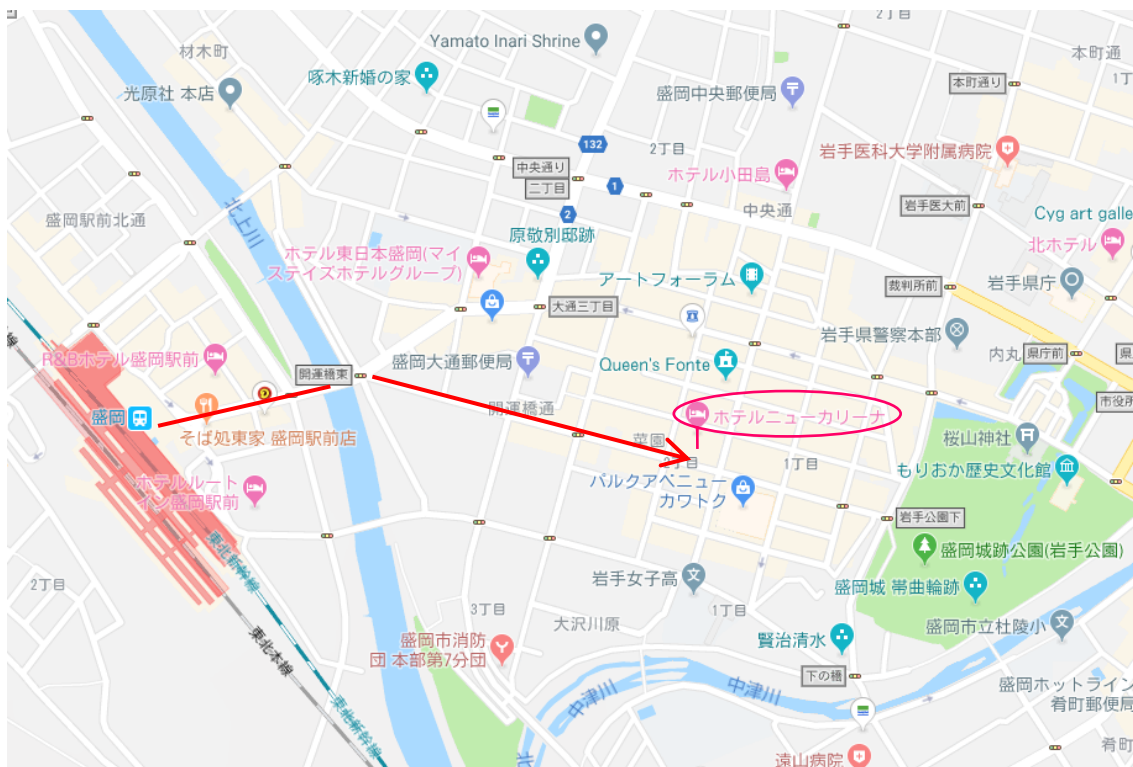 2丁目
材木町
Yamato Inari Shrine
本町通
1丁
啄木新婚の家
本町通り
光原社 本店
盛岡中央郵便局
132
2丁目
岩手医科大学附属病院
中央通り
二丁目
ホテル小田島
1
2
中央通
岩手医大前
Cyg art galle
北上川
盛岡駅前北通
原敬別邸跡
北ホテル
ホテル東日本盛岡(マイ
ステイズホテルグループ)
アートフォーラム
裁判所前
岩手県庁
大通三丁目
岩手県警察本部
R&Bホテル盛岡駅前
盛岡大通郵便局
Queen's Fonte
内丸
県庁前
県
開運橋東
市役所
盛岡
開運橋通
ホテルニューカリーナ
そば処東家 盛岡駅前店
菜園
2丁目
1丁目
桜山神社
もりおか歴史文化館
ホテルルート
イン盛岡駅前
パルクアベニュー
カワトク
岩手公園下
東北新幹線
盛岡城跡公園(岩手公園)
2丁目
岩手女子高
盛岡城 帯曲輪跡
3丁目
1丁目
大沢川原
盛岡市立杜陵小
東北本線
盛岡市消防
団 本部第7分団
賢治清水
下の橋
中津川
中津川
盛岡ホットライン
肴町郵便局
東北新幹線
北
遠山病院
肴町